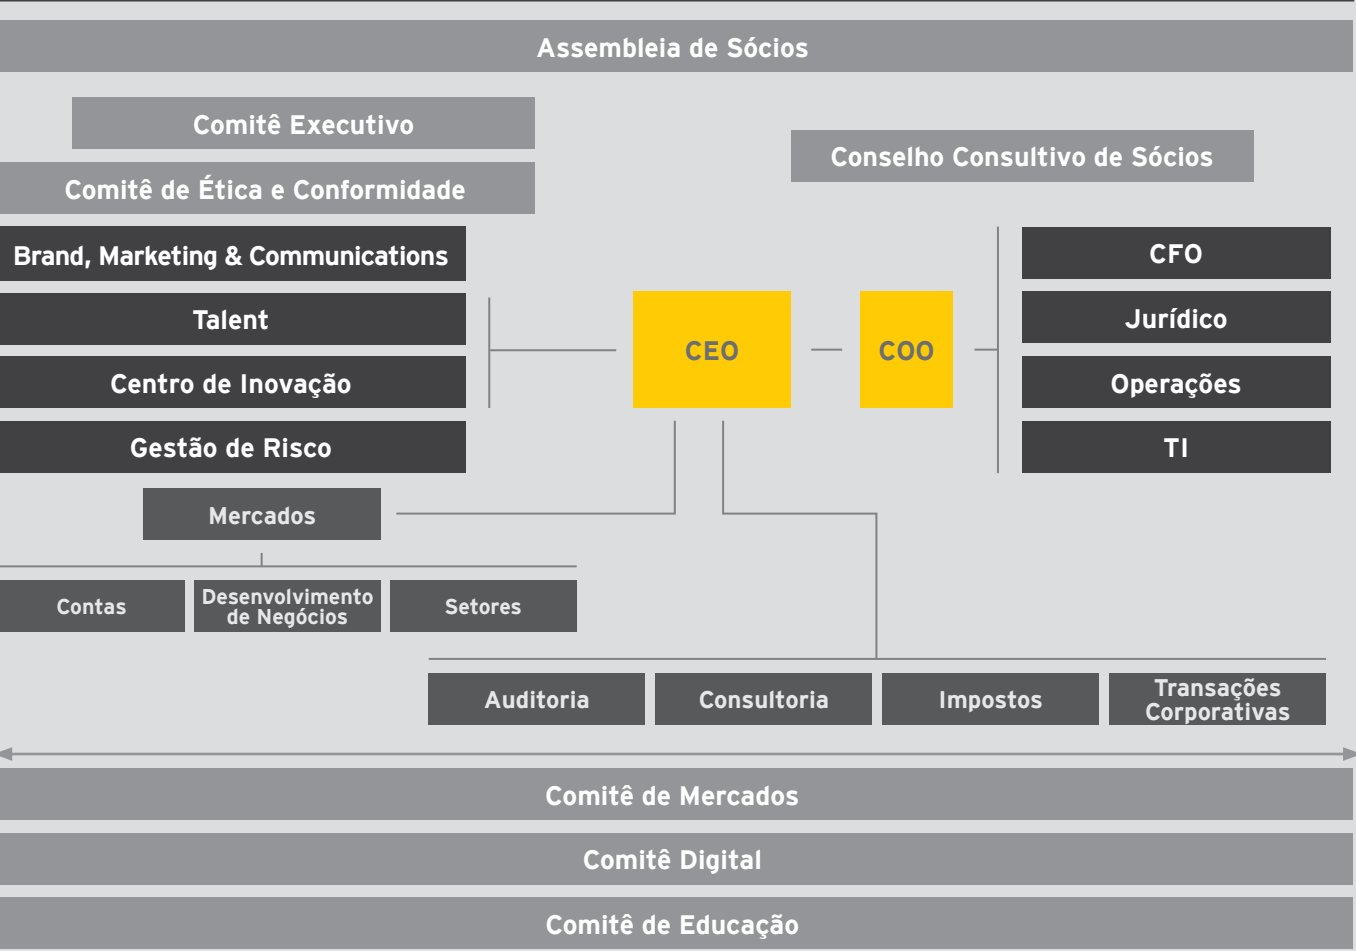 Assembleia de Sócios
Comitê Executivo
Conselho Consultivo de Sócios
Comitê de Ética e Conformidade
Brand, Marketing & Communications
Talent
Centro de Inovação
Gestão de Risco
CEO
COO
CFO
Jurídico
Operações
TI
Mercados
Contas
Desenvolvimento
de Negócios
Setores
Auditoria
Consultoria
Impostos
Transações
Corporativas
Comitê de Mercados
Comitê Digital
Comitê de Educação